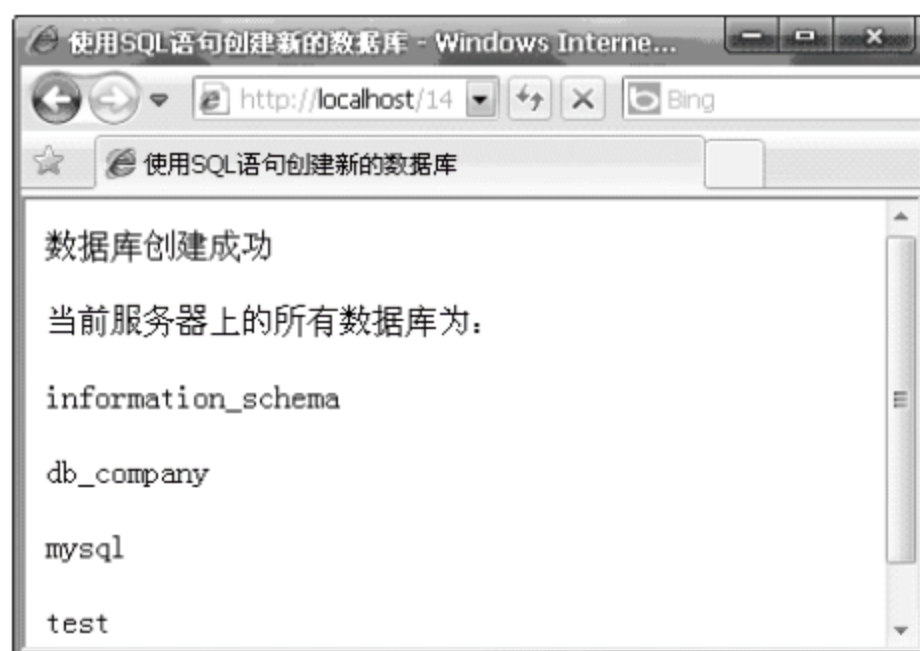 使用SQL语句创建新的数据库 - Windows Interne...
http://localhost/14
Bing
使用SQL语句创建新的数据库
数据库创建成功
当前服务器上的所有数据库为：
information_schema
db_company
mysql
test